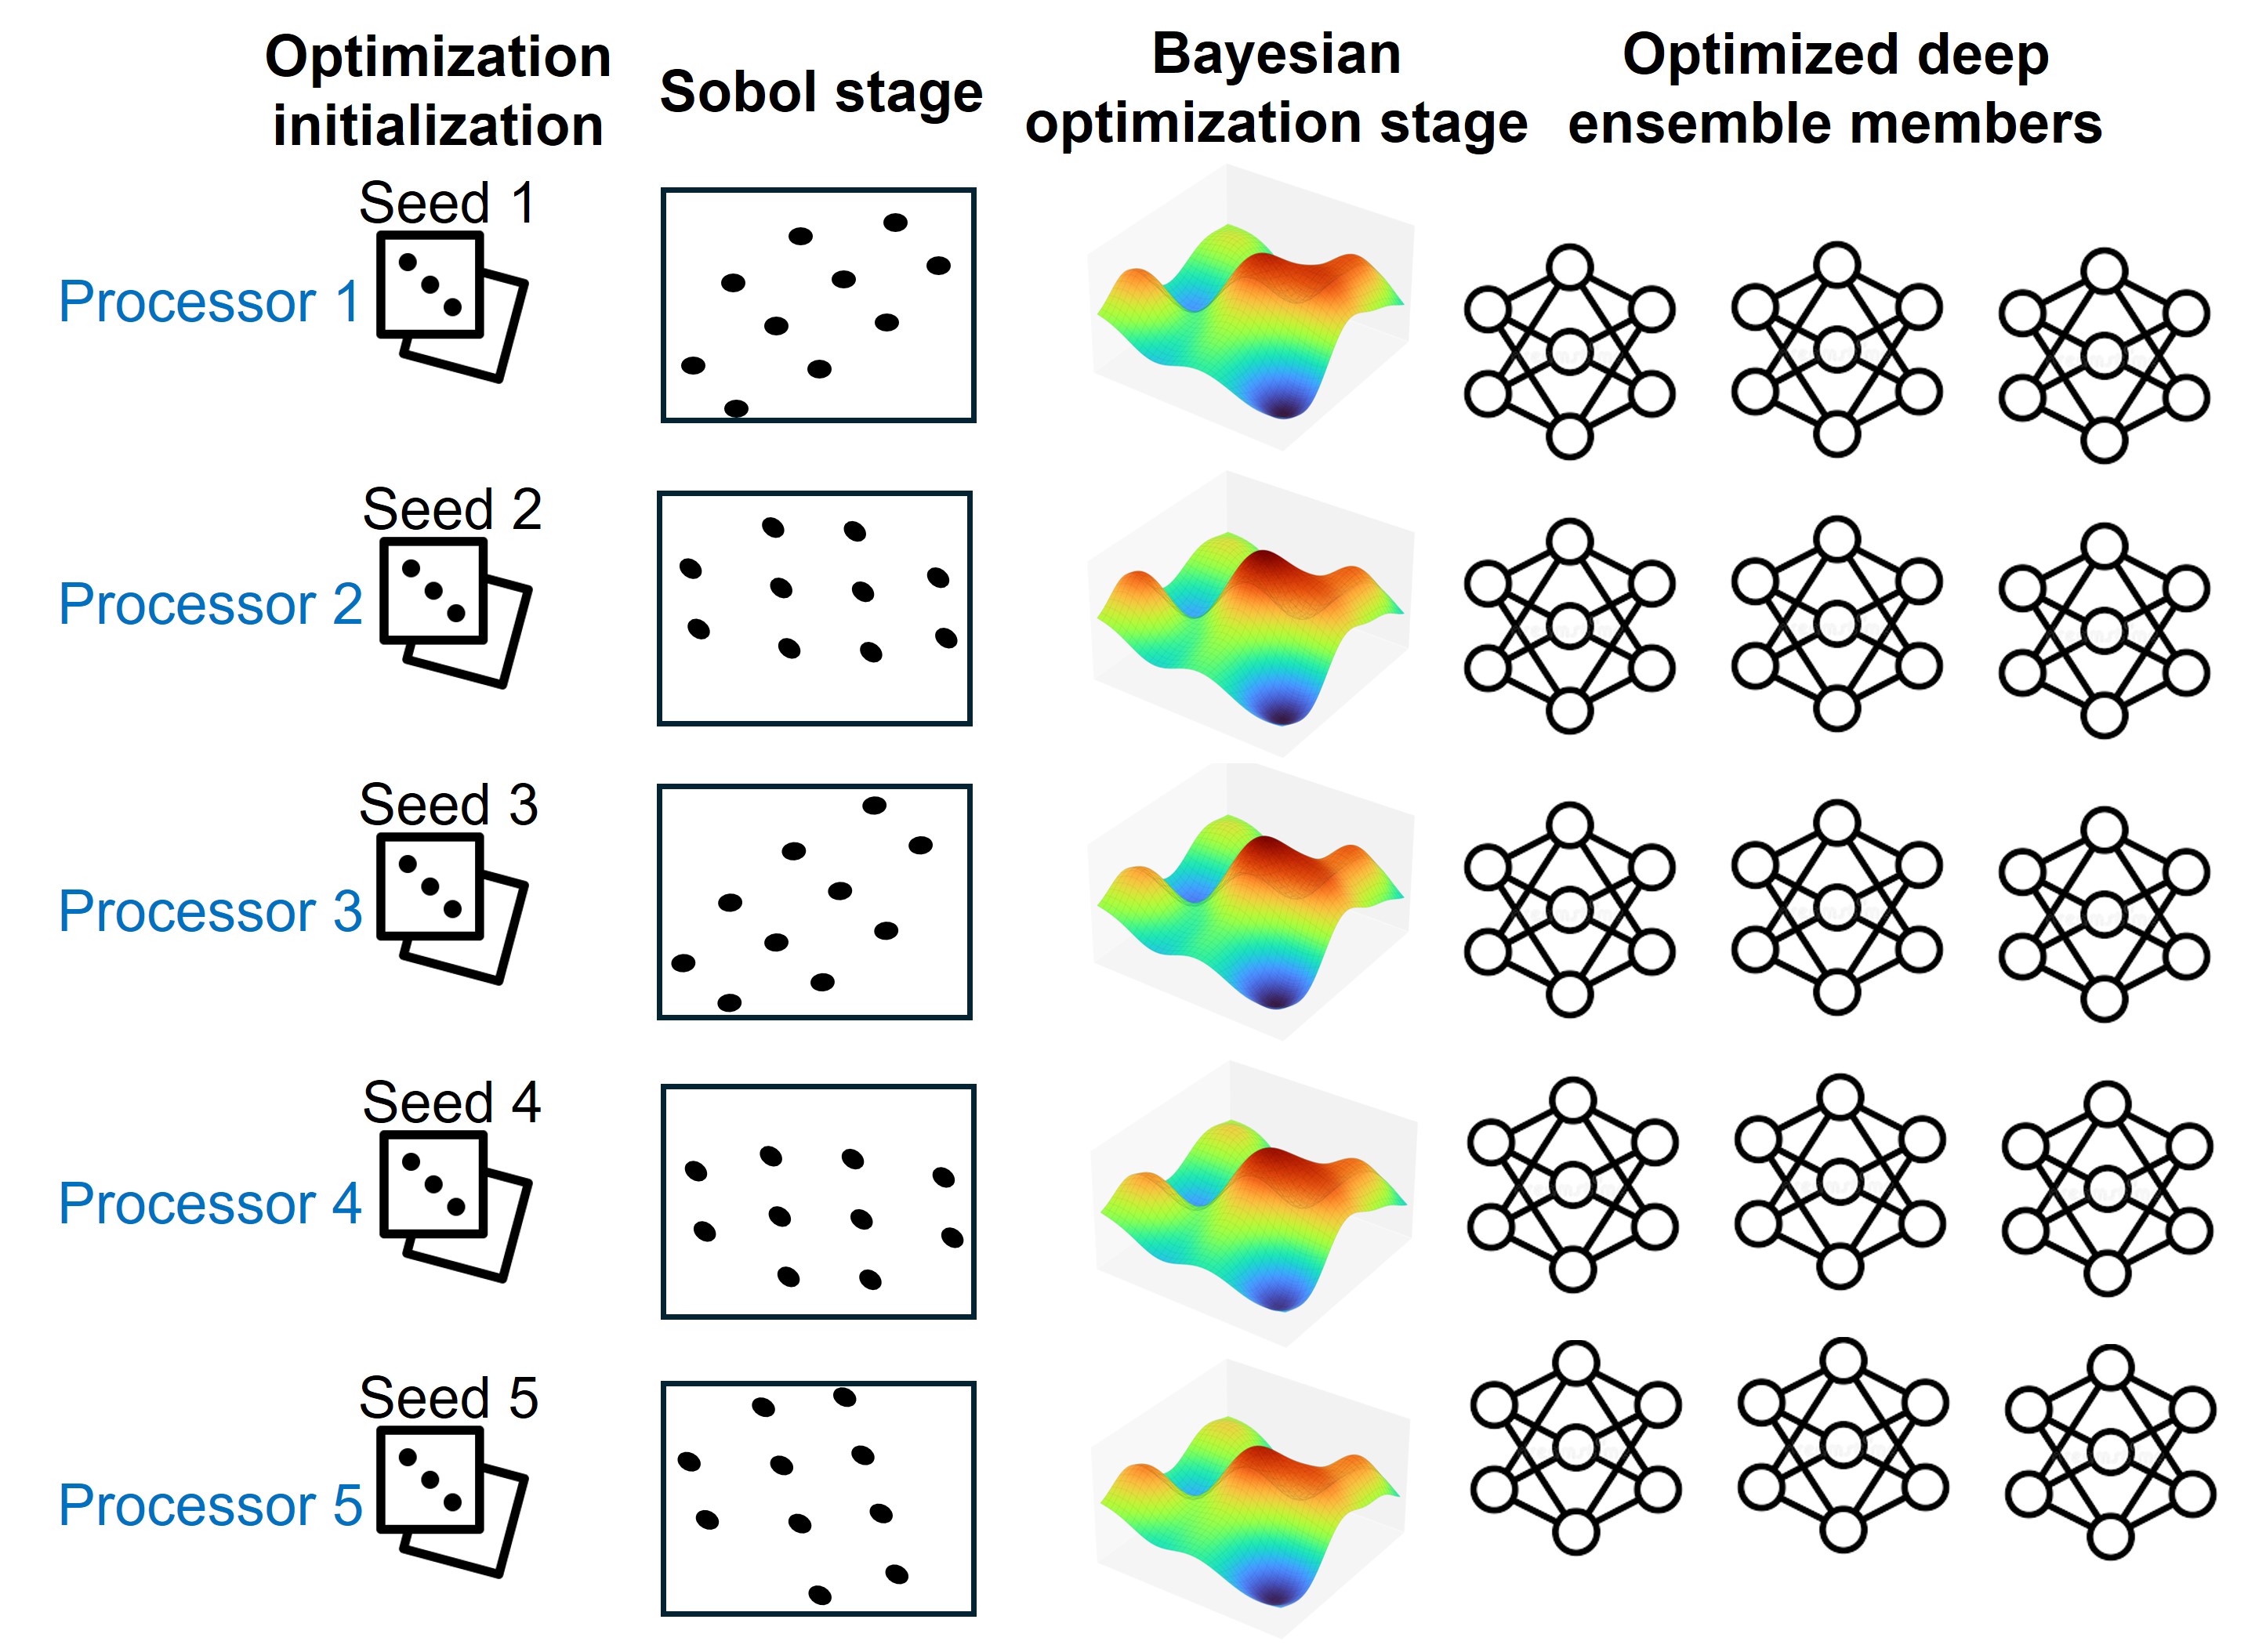 Optimization
initialization
Sobol stage
Bayesian
optimization stage
Optimized deep
ensemble members
Seed 1
Processor 1
Seed 2
Processor 2
Seed 3
Processor 3
Seed 4
Processor 4
Seed 5
Processor 5